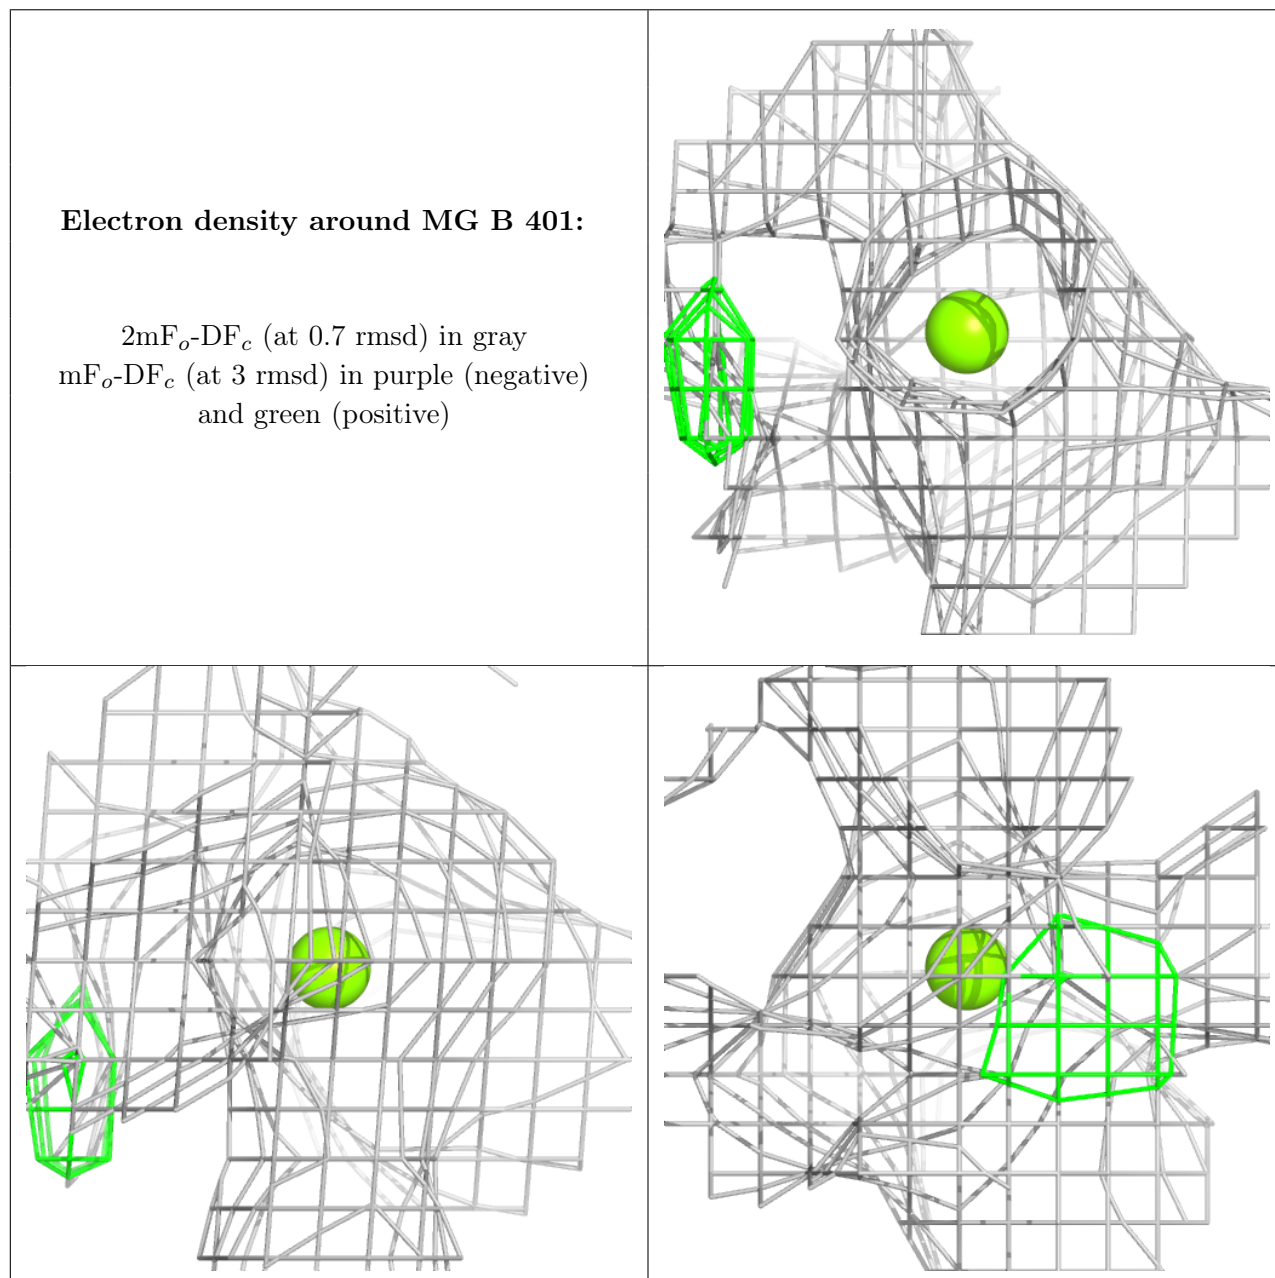 Electron density around MG B 401:
2mFo-DFc (at 0.7 rmsd) in gray
mFo-DFc (at 3 rmsd) in purple (negative)
and green (positive)